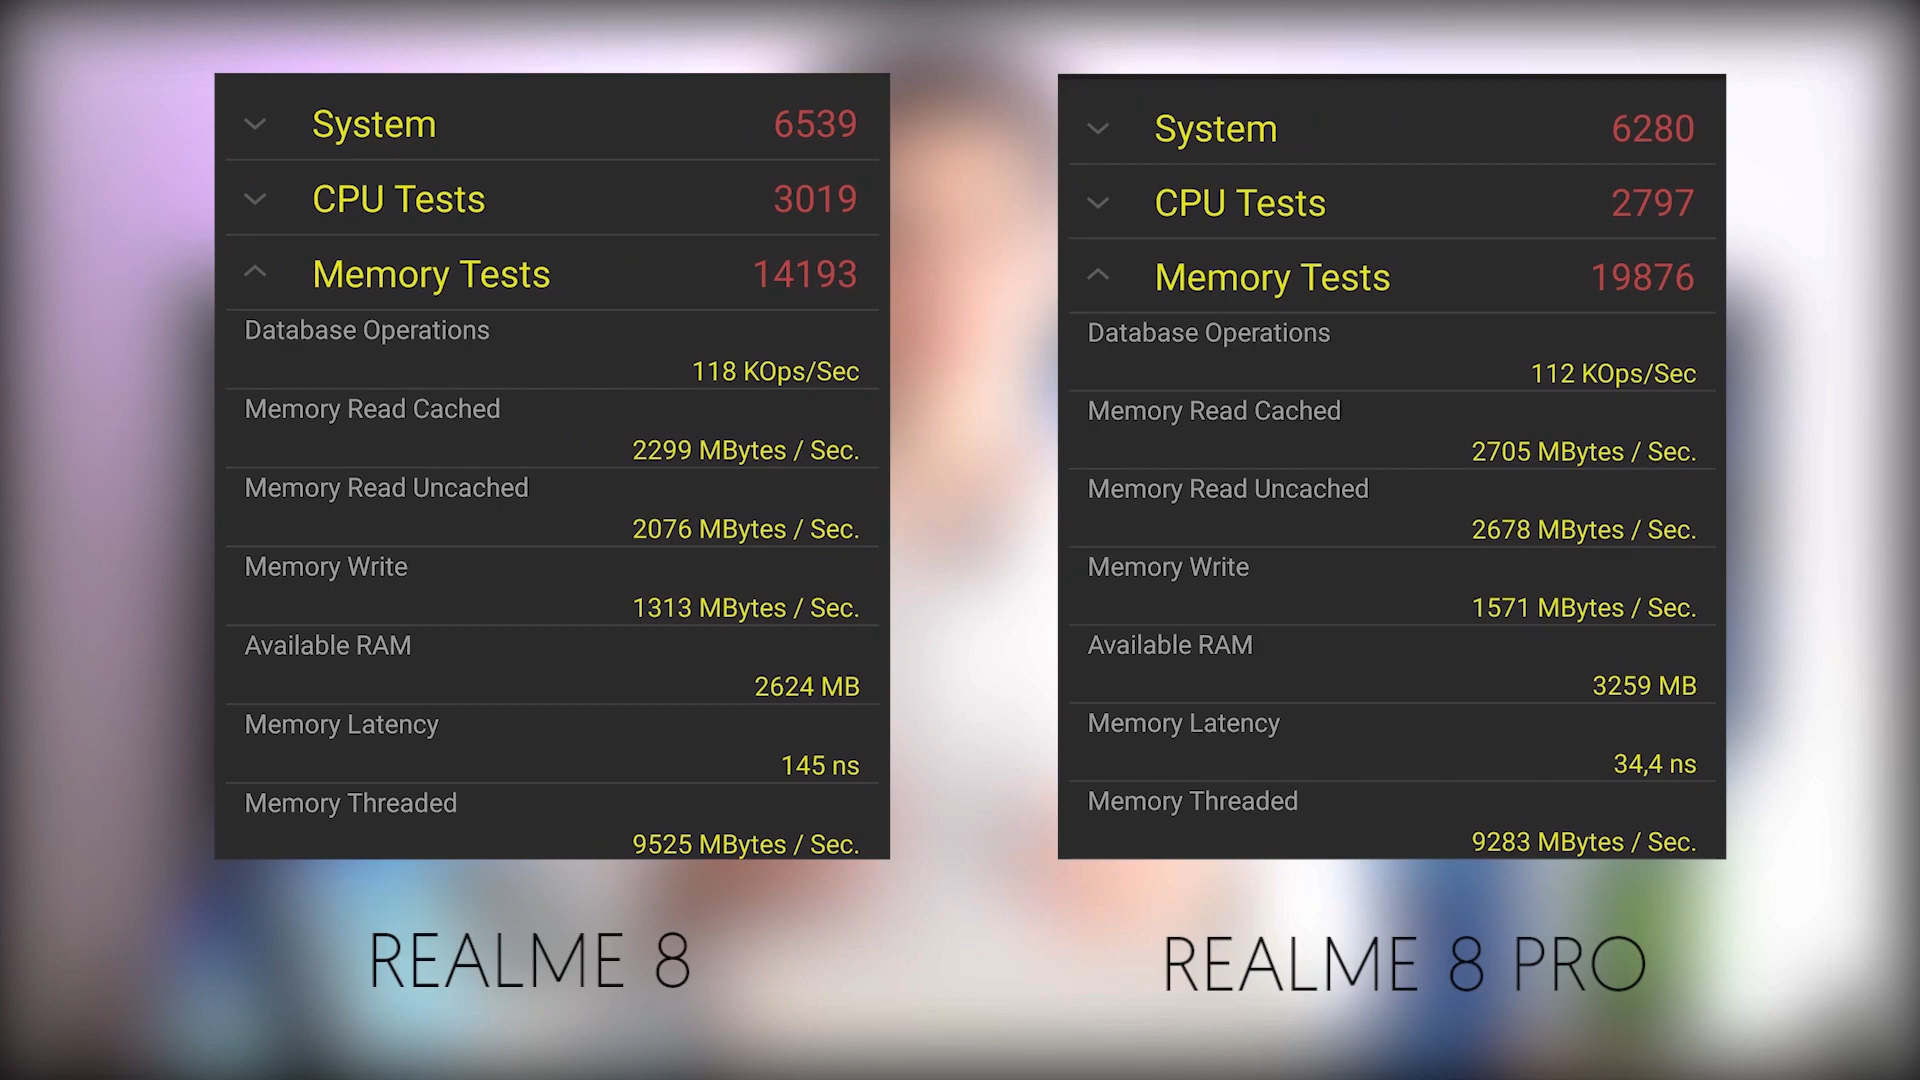 System 6539
CPU Tests 3019
Memory Tests 14193
Database Operations
118 KOps/Sec
Memory Read Cached
2299 MBytes / Sec.
Memory Read Uncached
2076 MBytes / Sec.
Memory Write
1313 MBytes / Sec.
Available RAM
2624 MB
Memory Latency
145 ns
Memory Threaded
9525 MBytes / Sec.
REALME 8
System 6280
CPU Tests 2797
Memory Tests 19876
Database Operations
112 KOps/Sec
Memory Read Cached
2705 MBytes / Sec.
Memory Read Uncached
2678 MBytes / Sec.
Memory Write
1571 MBytes / Sec.
Available RAM
3259 MB
Memory Latency
34,4 ns
Memory Threaded
9283 MBytes / Sec.
REALME 8 PRO